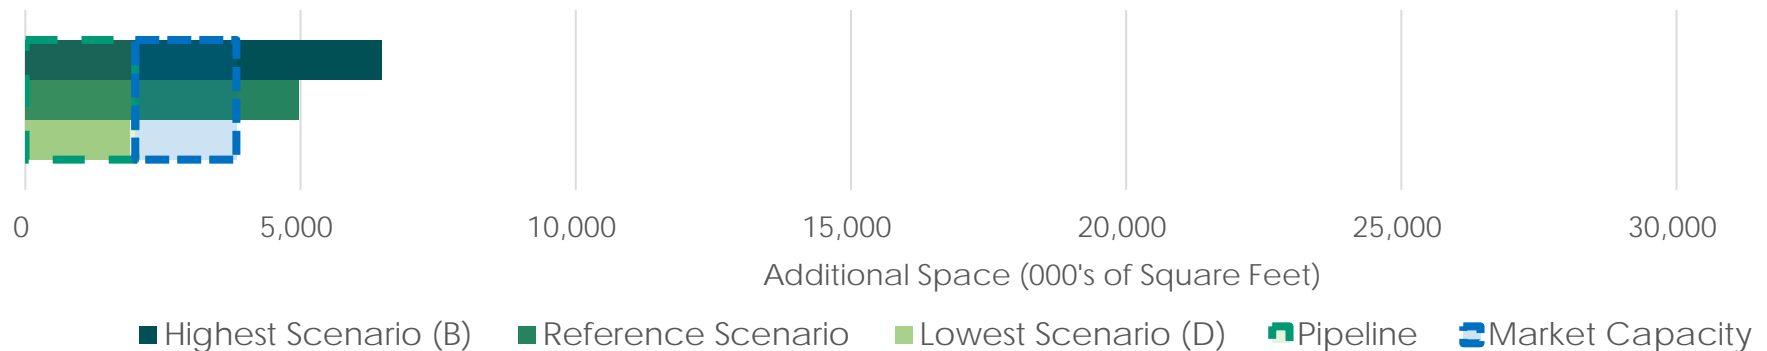 0 5,000 10,000 15,000 20,000 25,000 30,000
Additional Space (000's of Square Feet)
Highest Scenario (B) Reference Scenario Lowest Scenario (D) Pipeline Market Capacity